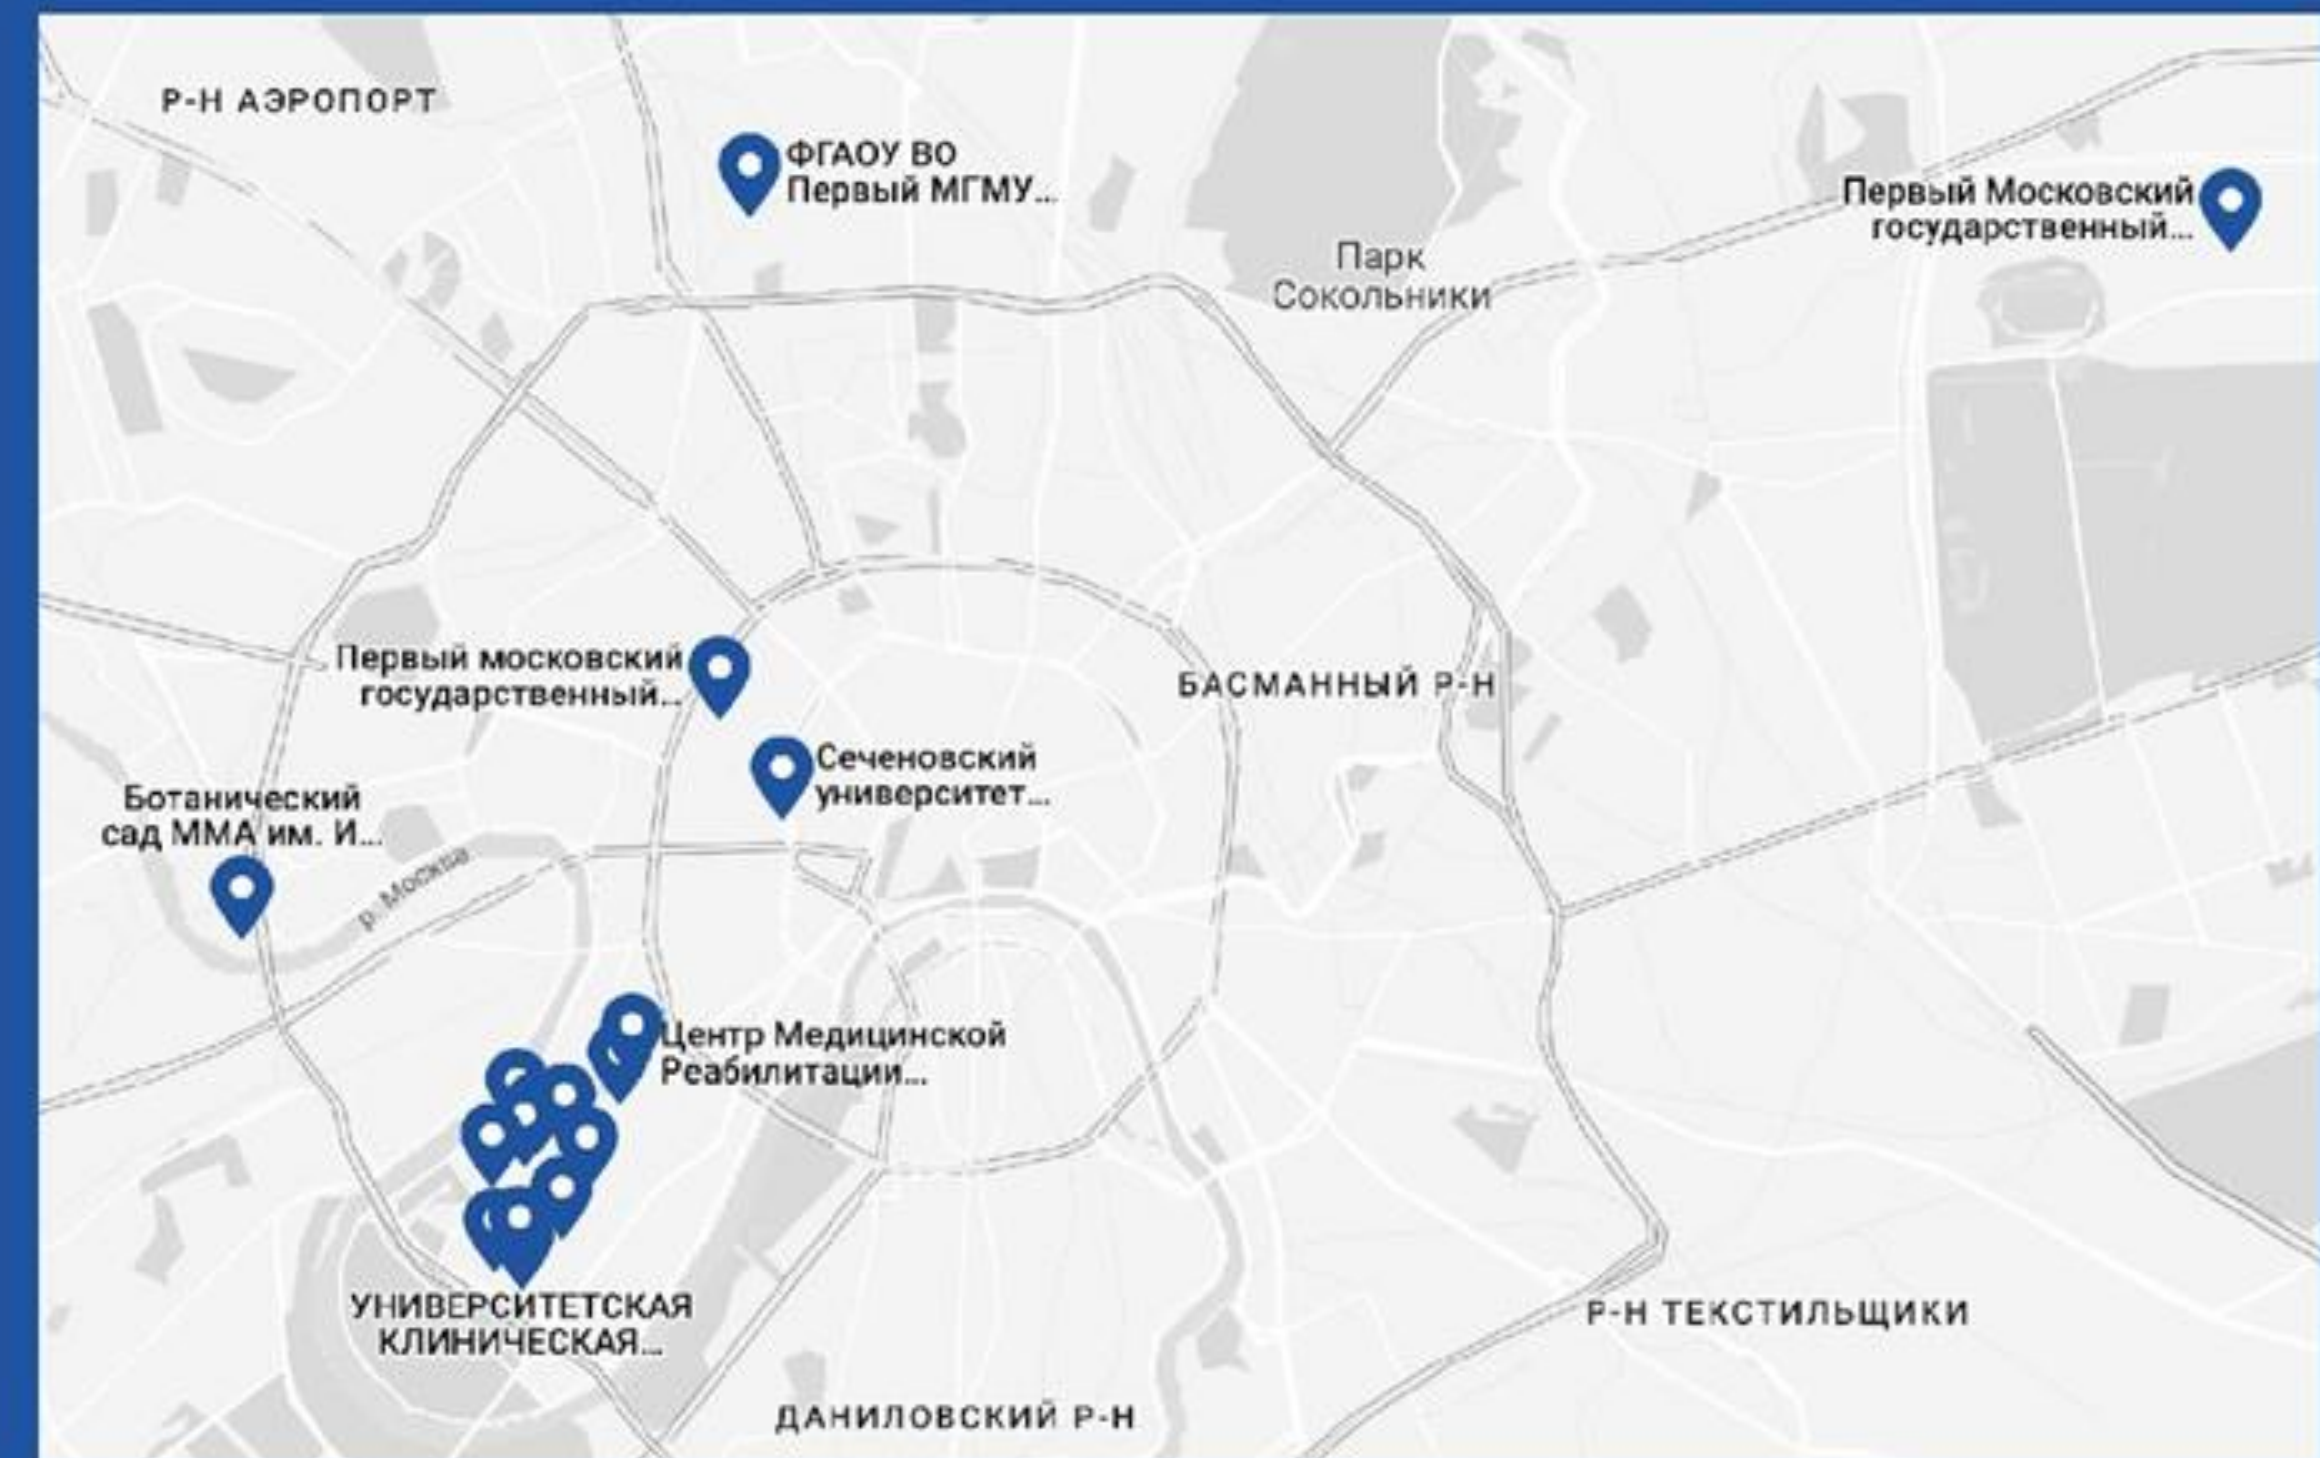 Р-Н АЭРОПОРТ
ФГАОУ ВО
Первый МГМУ...
Первый Московский
государственный...
Парк
Сокольники
Первый московский
государственный...
БАСМАННЫЙ Р-Н
Сеченовский
университет...
Ботанический
сад ММА им. И...
р. Москва
Центр Медицинской
Реабилитации...
УНИВЕРСИТЕТСКАЯ
КЛИНИЧЕСКАЯ...
Р-Н ТЕКСТИЛЬЩИКИ
ДАНИЛОВСКИЙ Р-Н